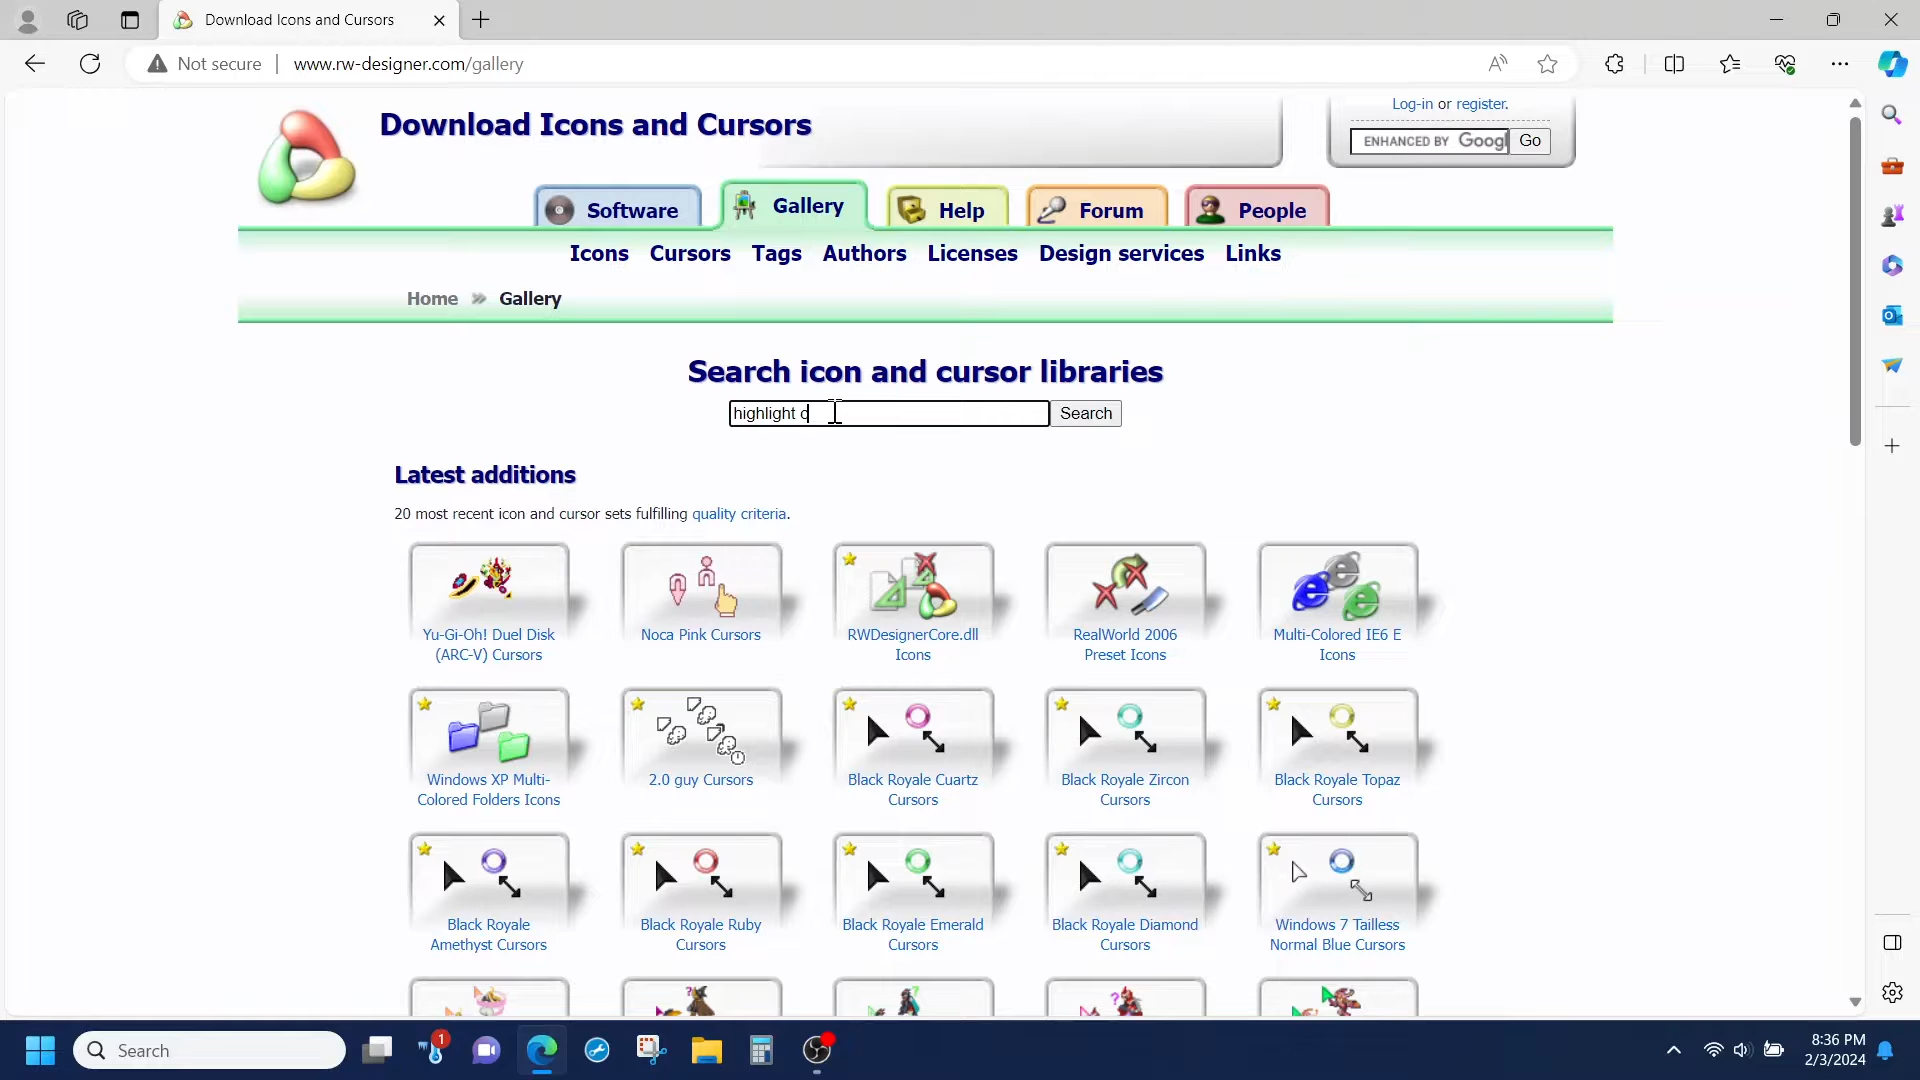 Download Icons and Cursors
Not secure
www.rw-designer.com/gallery
Download Icons and Cursors
Log-in or register.
ENHANCED BY Googl
Go
Software
Gallery
Help
Forum
People
Icons
Cursors
Tags
Authors
Licenses
Design services
Links
Home » Gallery
Search icon and cursor libraries
highlight c
Search
Latest additions
20 most recent icon and cursor sets fulfilling quality criteria.
Yu-Gi-Oh! Duel Disk
(ARC-V) Cursors
Noca Pink Cursors
RWDesignerCore.dll
Icons
RealWorld 2006
Preset Icons
Multi-Colored IE6 E
Icons
Windows XP Multi-
Colored Folders Icons
2.0 guy Cursors
Black Royale Cuartz
Cursors
Black Royale Zircon
Cursors
Black Royale Topaz
Cursors
Black Royale
Amethyst Cursors
Black Royale Ruby
Cursors
Black Royale Emerald
Cursors
Black Royale Diamond
Cursors
Windows 7 Tailless
Normal Blue Cursors
Search
1
8:36 PM
2/3/2024